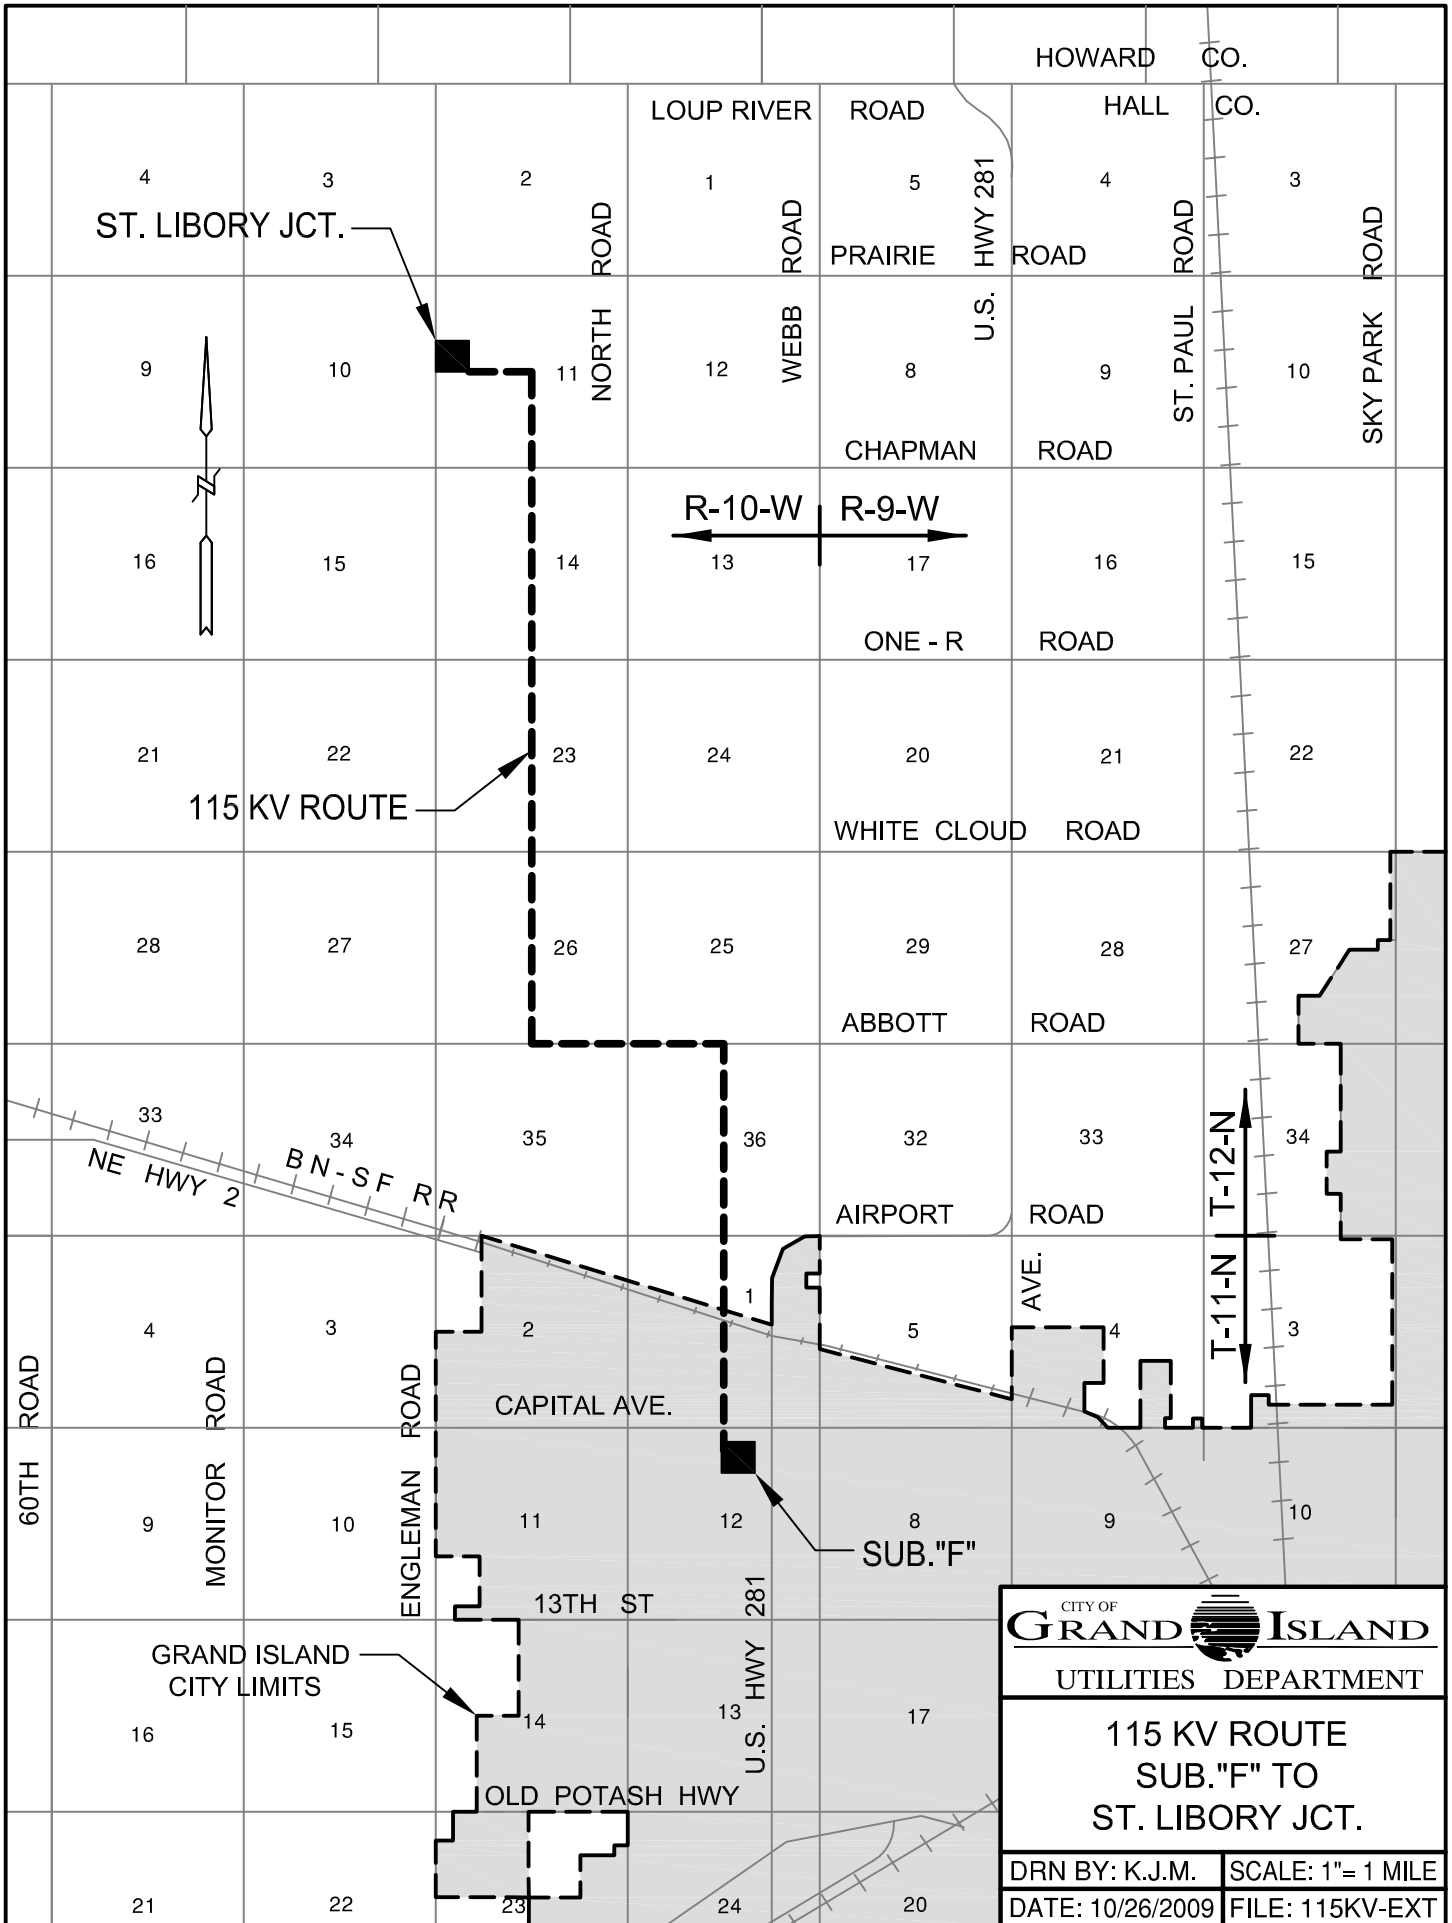 HOWARD CO.
LOUP RIVER ROAD HALL CO.
4 3 2 1 5 4 3
ST. LIBORY JCT.
NORTH ROAD
WEBB ROAD
U.S. HWY 281
ST. PAUL ROAD
SKY PARK ROAD
PRAIRIE ROAD
9 10 11 12 8 9 10
CHAPMAN ROAD
R-10-W R-9-W
16 15 14 13 17 16 15
ONE - R ROAD
21 22 23 24 20 21 22
115 KV ROUTE
WHITE CLOUD ROAD
28 27 26 25 29 28 27
ABBOTT ROAD
33 34 35 36 32 33 34
NE HWY 2
BN-SF RR
T-12-N
AIRPORT ROAD
T-11-N
AVE.
4 3 2 1 5 4 3
60TH ROAD
MONITOR ROAD
ENGLEMAN ROAD
CAPITAL AVE.
9 10 11 12 8 9 10
SUB."F"
13TH ST
U.S. HWY 281
GRAND ISLAND
CITY LIMITS
16 15 14 13 17
OLD POTASH HWY
21 22 23 24 20
CITY OF
GRAND ISLAND
UTILITIES DEPARTMENT
115 KV ROUTE
SUB."F" TO
ST. LIBORY JCT.
DRN BY: K.J.M. SCALE: 1"= 1 MILE
DATE: 10/26/2009 FILE: 115KV-EXT